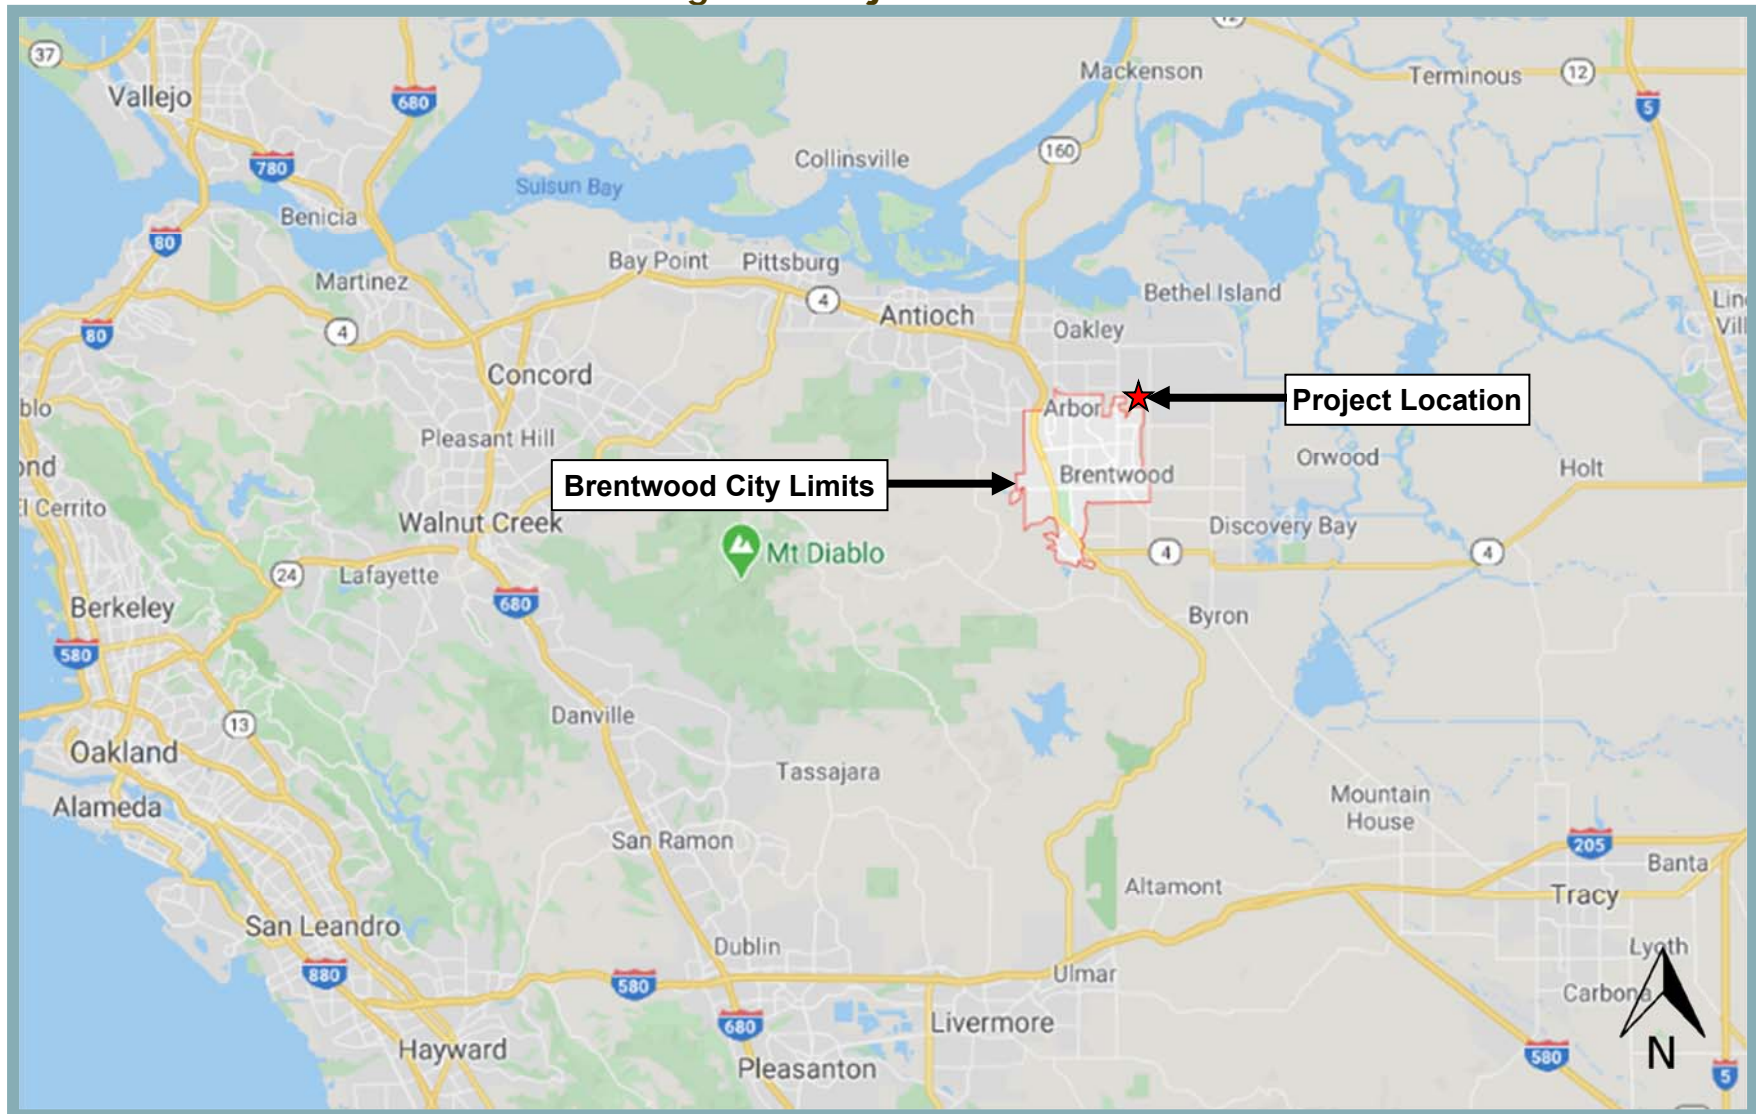 37
Vallejo
680
780
Benicia
80
Martinez
80
4
Suisun Bay
Collinsville
Mackenson
160
12
Terminous
12
5
Bay Point
Pittsburg
4
Antioch
Bethel Island
Oakley
Concord
Pleasant Hill
Arbor
Project Location
Brentwood
Brentwood City Limits
Orwood
Holt
El Cerrito
Walnut Creek
Mt Diablo
Discovery Bay
4
4
24
Lafayette
680
Berkeley
580
Byron
Danville
13
Oakland
Tassajara
Alameda
Mountain
House
San Ramon
205
Banta
Altamont
Tracy
San Leandro
Dublin
Lyoth
880
580
Ulmar
Carbona
680
Livermore
Hayward
Pleasanton
580
5
N